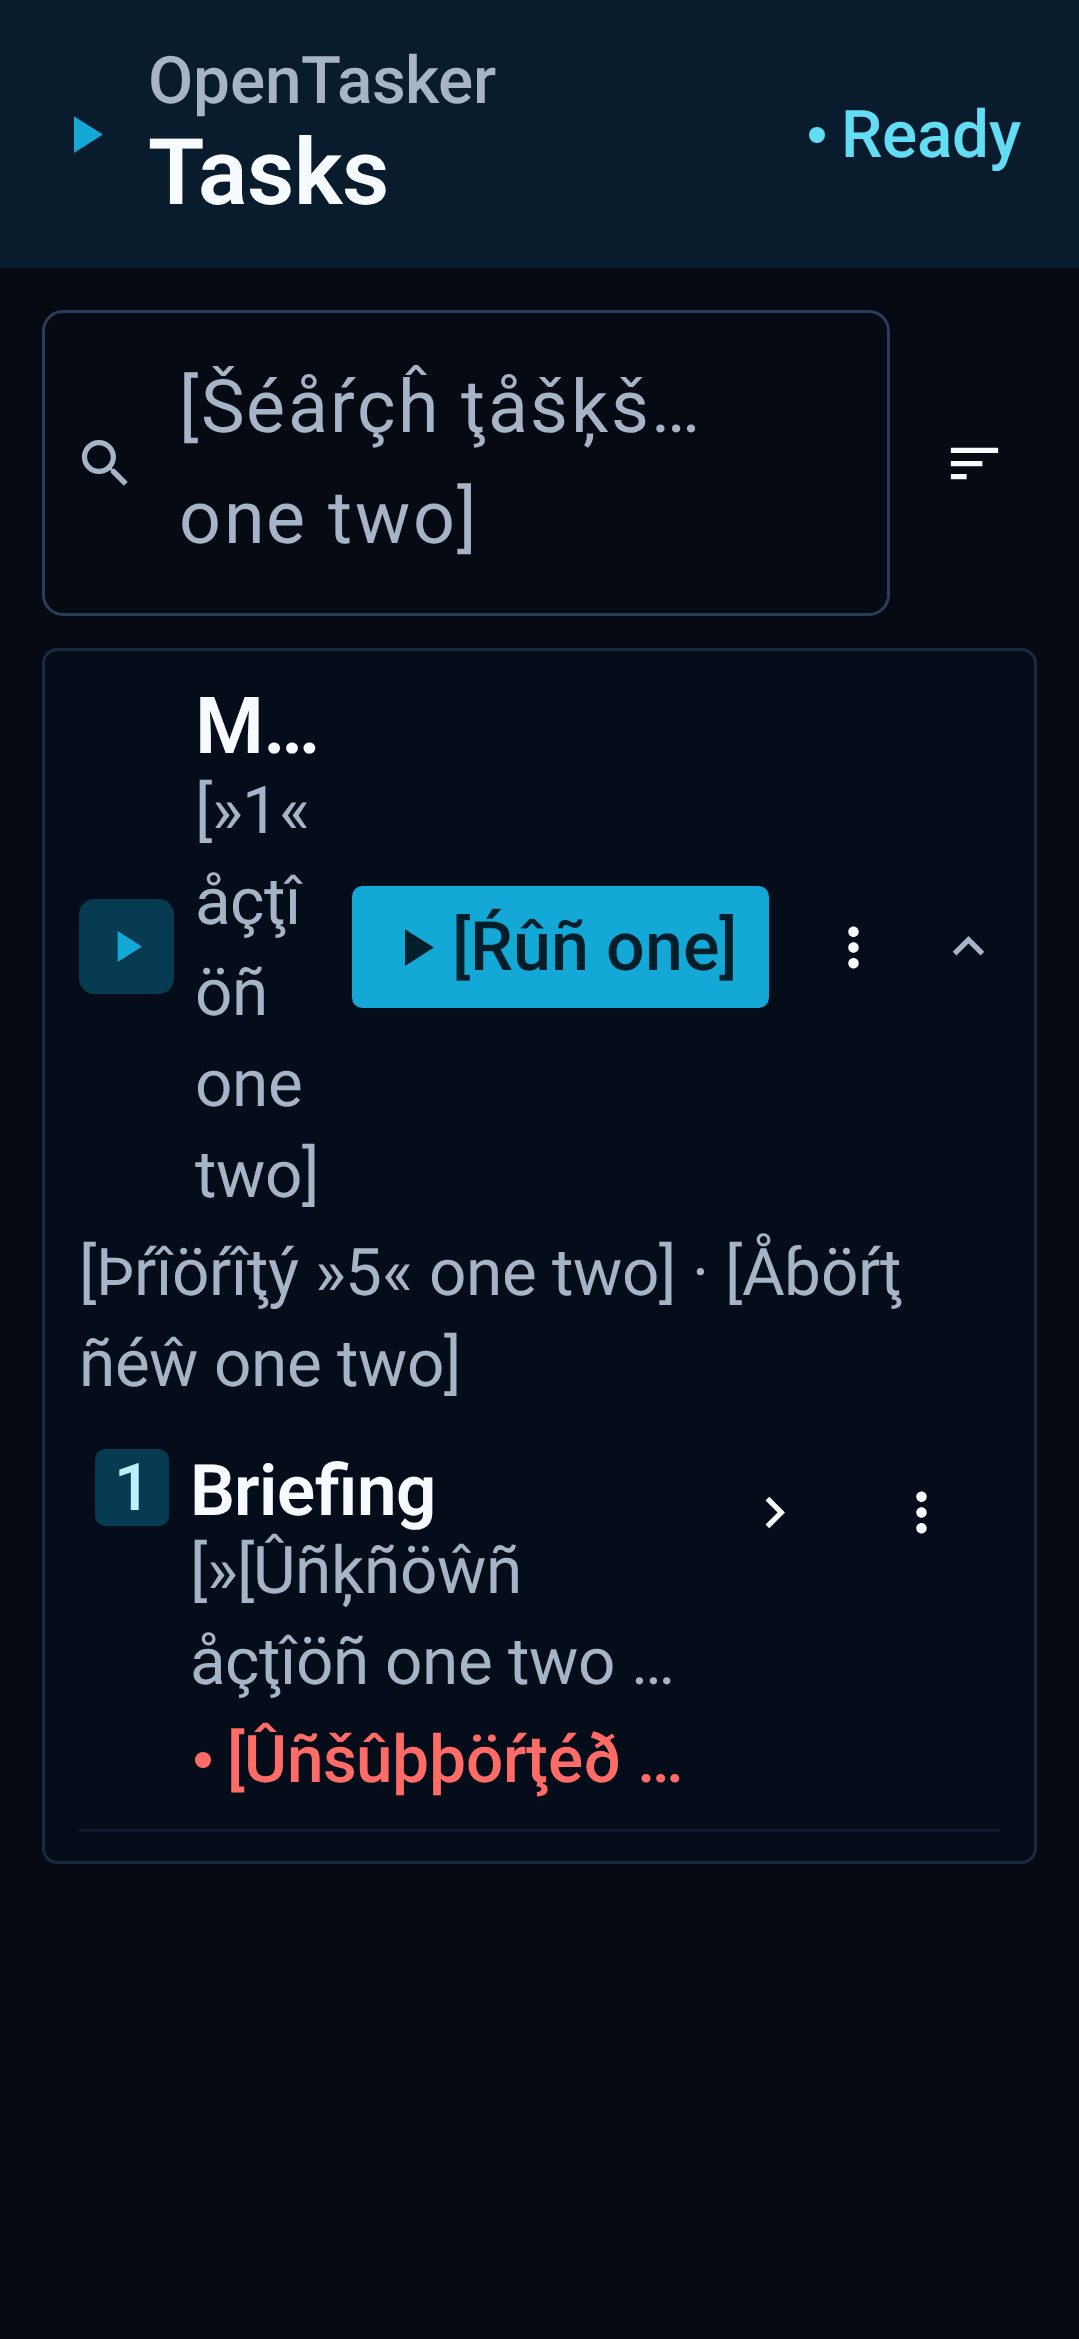 OpenTasker
Tasks
• Ready
[Šéåŕçĥ ţåšķš…
one two]
M…
[»1«
åçţî
öñ
one
two]
[Ŕûñ one]
[Þŕîöŕîţý »5« one two] · [Åɓöŕţ
ñéŵ one two]
1
Briefing
[»[Ûñķñöŵñ
åçţîöñ one two …
• [Ûñšûþþöŕţéð …